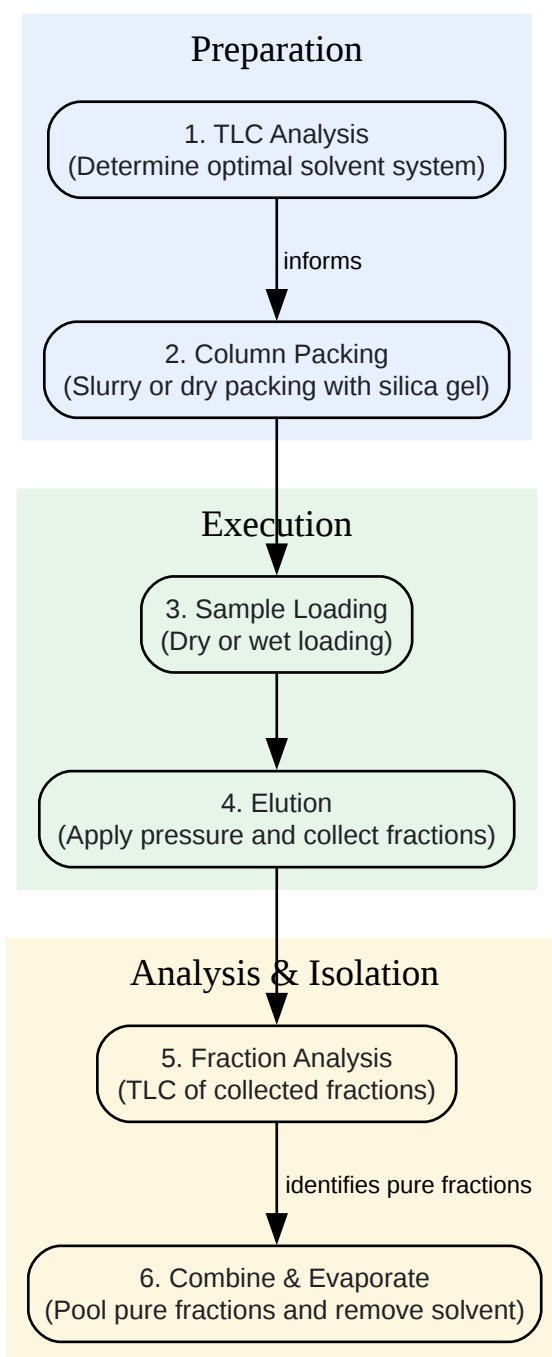 Preparation
1. TLC Analysis
(Determine optimal solvent system)
informs
2. Column Packing
(Slurry or dry packing with silica gel)
Execution
3. Sample Loading
(Dry or wet loading)
4. Elution
(Apply pressure and collect fractions)
Analysis & Isolation
5. Fraction Analysis
(TLC of collected fractions)
identifies pure fractions
6. Combine & Evaporate
(Pool pure fractions and remove solvent)